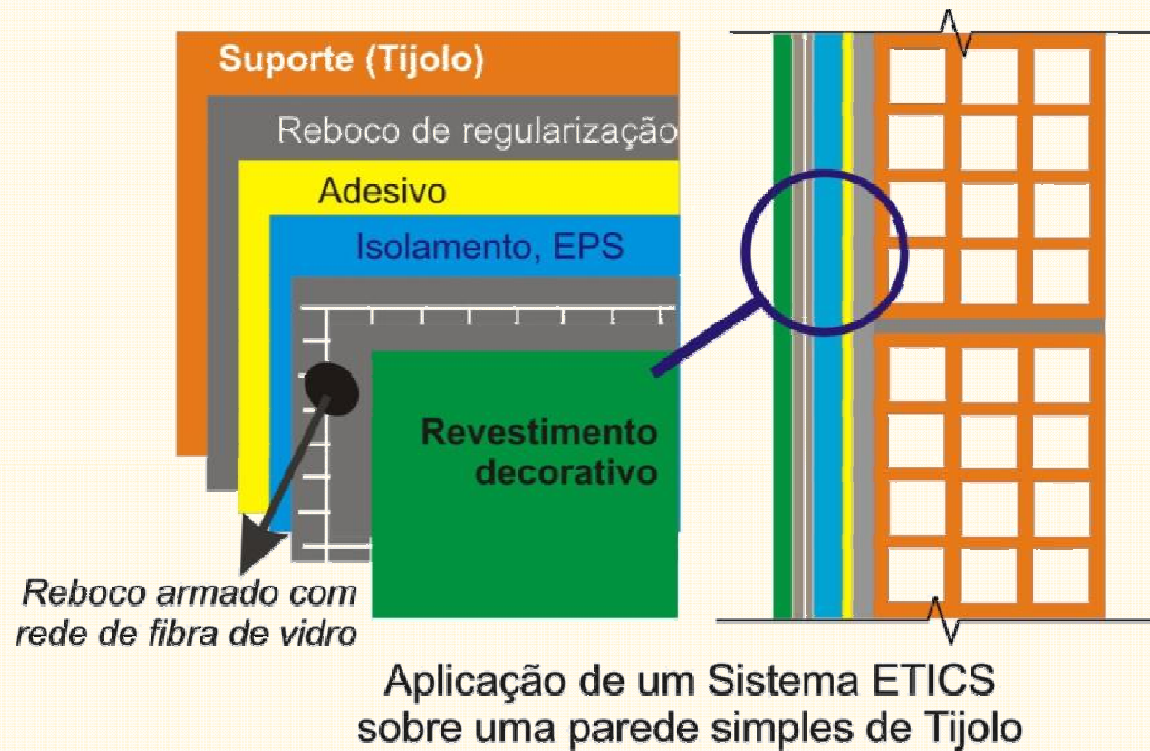 Suporte (Tijolo)
Reboco de regularização
Adesivo
Isolamento, EPS
Revestimento
decorativo
Reboco armado com
rede de fibra de vidro
Aplicação de um Sistema ETICS
sobre uma parede simples de Tijolo